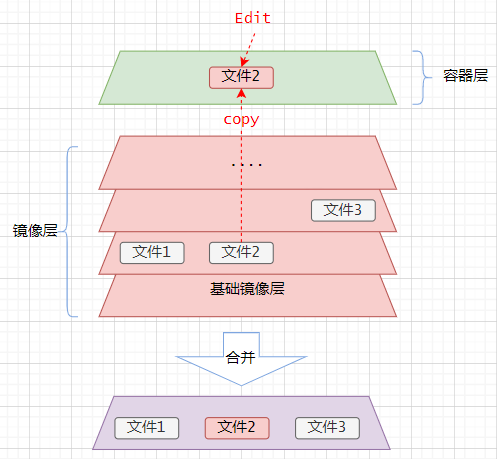 Edit
文件2
容器层
copy
....
文件3
镜像层
文件1
文件2
基础镜像层
合并
文件1
文件2
文件3